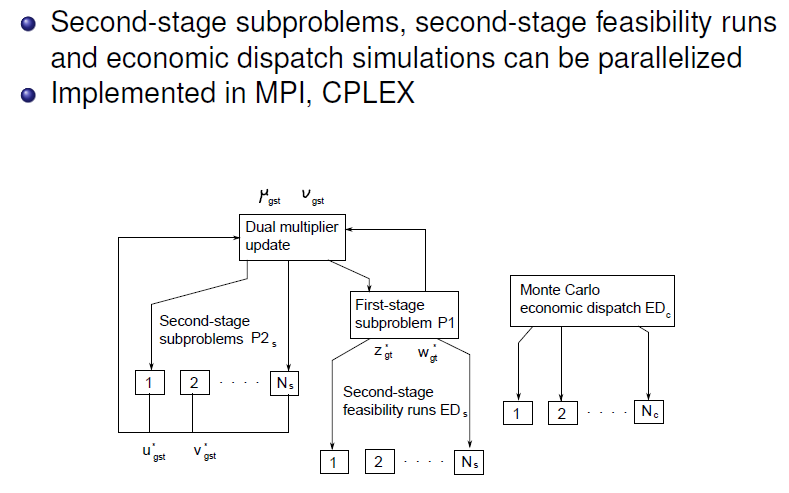 Second-stage subproblems, second-stage feasibility runs
and economic dispatch simulations can be parallelized
Implemented in MPI, CPLEX
μgst νgst
Dual multiplier
update
Second-stage
subproblems P2s
1 2 . . . . Ns
u*gst v*gst
First-stage
subproblem P1
z*gt w*gt
Second-stage
feasibility runs EDs
1 2 . . . . Ns
Monte Carlo
economic dispatch EDc
1 2 . . . . Nc